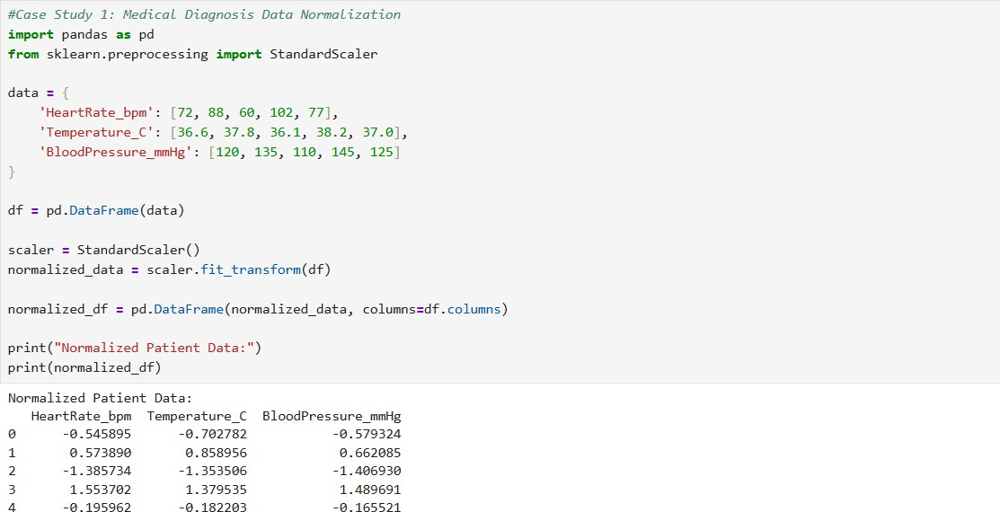 #Case Study 1: Medical Diagnosis Data Normalization
import pandas as pd
from sklearn.preprocessing import StandardScaler

data = {
    'HeartRate_bpm': [72, 88, 60, 102, 77],
    'Temperature_C': [36.6, 37.8, 36.1, 38.2, 37.0],
    'BloodPressure_mmHg': [120, 135, 110, 145, 125]
}

df = pd.DataFrame(data)

scaler = StandardScaler()
normalized_data = scaler.fit_transform(df)

normalized_df = pd.DataFrame(normalized_data, columns=df.columns)

print("Normalized Patient Data:")
print(normalized_df)

Normalized Patient Data:
   HeartRate_bpm  Temperature_C  BloodPressure_mmHg
0      -0.545895      -0.702782           -0.579324
1       0.573890       0.858956            0.662085
2      -1.385734      -1.353506           -1.406930
3       1.553702       1.379535            1.489691
4      -0.195962      -0.182203           -0.165521